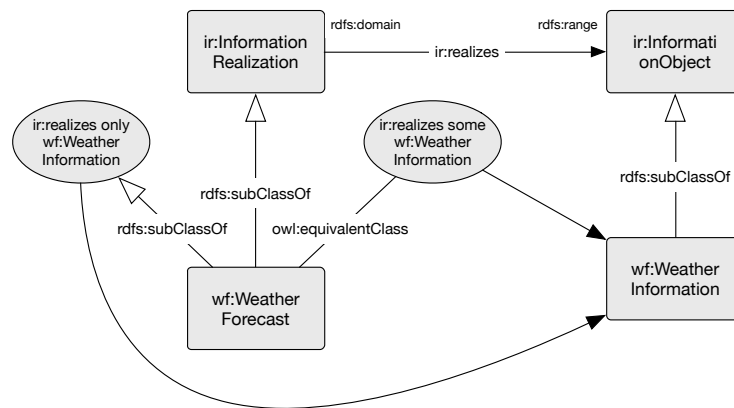 rdfs:domain
rdfs:range
ir:Information
Realization
ir:realizes
ir:Informati
onObject
ir:realizes only
wf:Weather
Information
ir:realizes some
wf:Weather
Information
rdfs:subClassOf
rdfs:subClassOf
rdfs:subClassOf
owl:equivalentClass
wf:Weather
Forecast
wf:Weather
Information